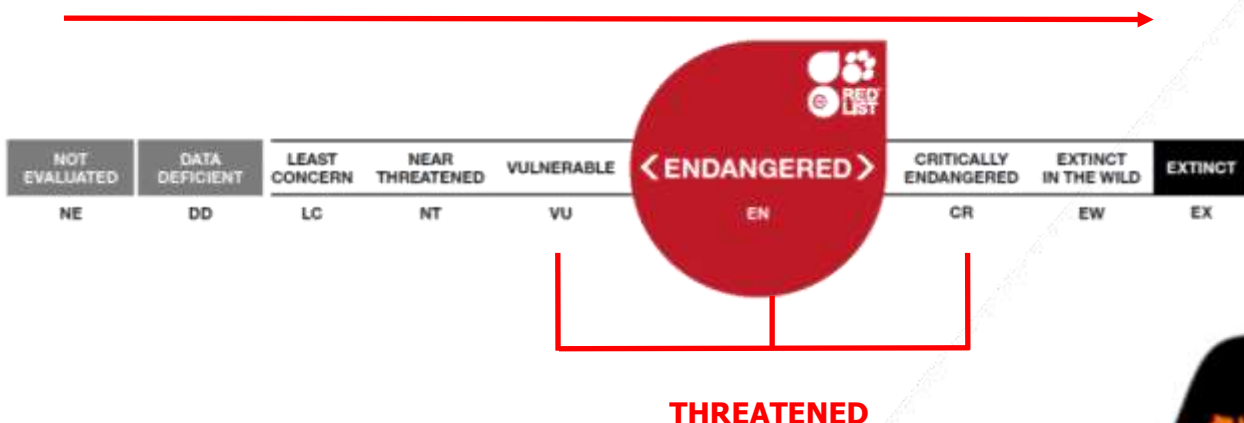 RED
LIST
NOT
EVALUATED
DATA
DEFICIENT
LEAST
CONCERN
NEAR
THREATENED
VULNERABLE
<ENDANGERED>
CRITICALLY
ENDANGERED
EXTINCT
IN THE WILD
EXTINCT
NE
DD
LC
NT
VU
EN
CR
EW
EX
THREATENED